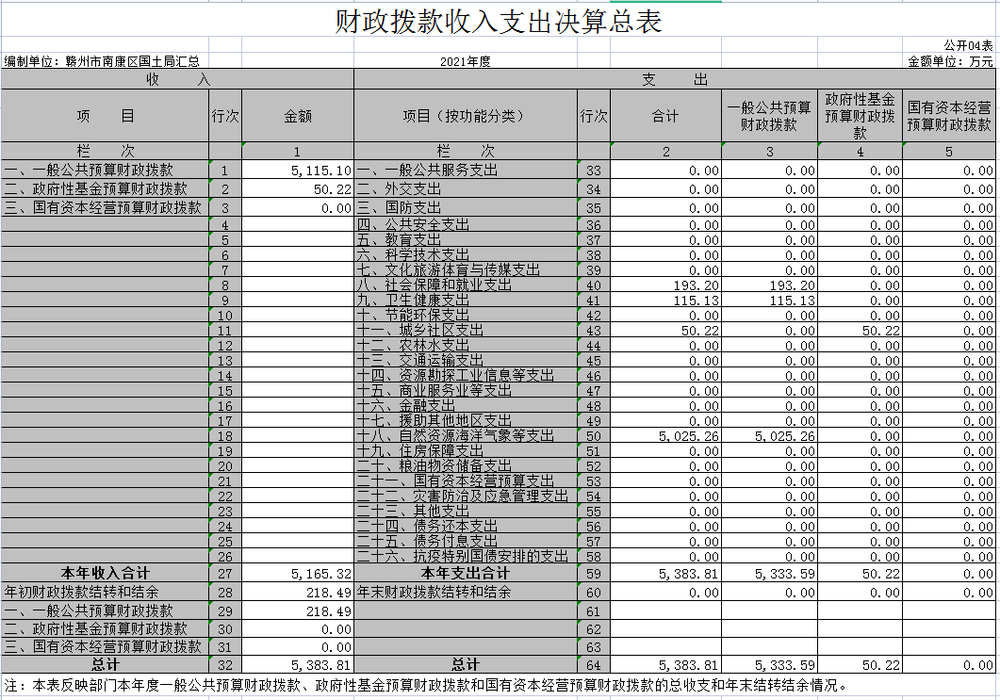 财政拨款收入支出决算总表
公开04表
编制单位：赣州市南康区国土局汇总 2021年度 金额单位：万元
收 入 支 出
项 目 行次 金额 项目（按功能分类） 行次 合计 一般公共预算财政拨款 政府性基金预算财政拨款 国有资本经营预算财政拨款
栏 次 1 栏 次 2 3 4 5
一、一般公共预算财政拨款 1 5,115.10 一、一般公共服务支出 33 0.00 0.00 0.00 0.00
二、政府性基金预算财政拨款 2 50.22 二、外交支出 34 0.00 0.00 0.00 0.00
三、国有资本经营预算财政拨款 3 0.00 三、国防支出 35 0.00 0.00 0.00 0.00
4 四、公共安全支出 36 0.00 0.00 0.00 0.00
5 五、教育支出 37 0.00 0.00 0.00 0.00
6 六、科学技术支出 38 0.00 0.00 0.00 0.00
7 七、文化旅游体育与传媒支出 39 0.00 0.00 0.00 0.00
8 八、社会保障和就业支出 40 193.20 193.20 0.00 0.00
9 九、卫生健康支出 41 115.13 115.13 0.00 0.00
10 十、节能环保支出 42 0.00 0.00 0.00 0.00
11 十一、城乡社区支出 43 50.22 0.00 50.22 0.00
12 十二、农林水支出 44 0.00 0.00 0.00 0.00
13 十三、交通运输支出 45 0.00 0.00 0.00 0.00
14 十四、资源勘探工业信息等支出 46 0.00 0.00 0.00 0.00
15 十五、商业服务业等支出 47 0.00 0.00 0.00 0.00
16 十六、金融支出 48 0.00 0.00 0.00 0.00
17 十七、援助其他地区支出 49 0.00 0.00 0.00 0.00
18 十八、自然资源海洋气象等支出 50 5,025.26 5,025.26 0.00 0.00
19 十九、住房保障支出 51 0.00 0.00 0.00 0.00
20 二十、粮油物资储备支出 52 0.00 0.00 0.00 0.00
21 二十一、国有资本经营预算支出 53 0.00 0.00 0.00 0.00
22 二十二、灾害防治及应急管理支出 54 0.00 0.00 0.00 0.00
23 二十三、其他支出 55 0.00 0.00 0.00 0.00
24 二十四、债务还本支出 56 0.00 0.00 0.00 0.00
25 二十五、债务付息支出 57 0.00 0.00 0.00 0.00
26 二十六、抗疫特别国债安排的支出 58 0.00 0.00 0.00 0.00
本年收入合计 27 5,165.32 本年支出合计 59 5,383.81 5,333.59 50.22 0.00
年初财政拨款结转和结余 28 218.49 年末财政拨款结转和结余 60 0.00 0.00 0.00 0.00
一、一般公共预算财政拨款 29 218.49 61
二、政府性基金预算财政拨款 30 0.00 62
三、国有资本经营预算财政拨款 31 0.00 63
总计 32 5,383.81 总计 64 5,383.81 5,333.59 50.22 0.00
注：本表反映部门本年度一般公共预算财政拨款、政府性基金预算财政拨款和国有资本经营预算财政拨款的总收支和年末结转结余情况。